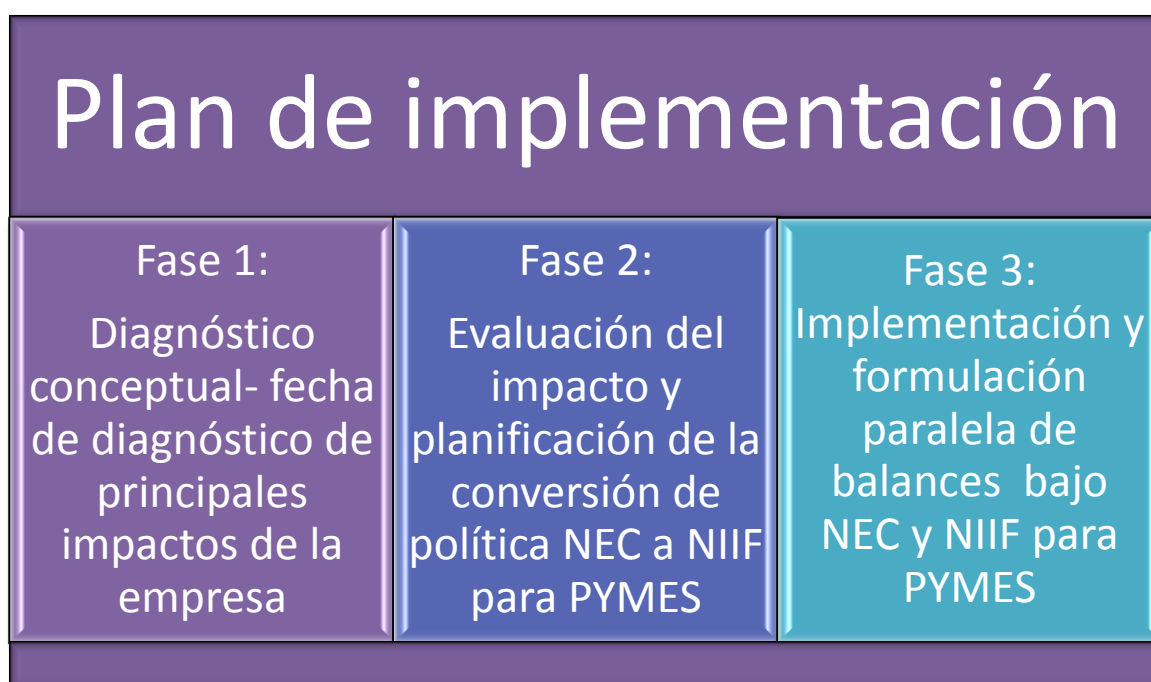 Plan de implementación
Fase 1:
Diagnóstico
conceptual- fecha
de diagnóstico de
principales
impactos de la
empresa
Fase 2:
Evaluación del
impacto y
planificación de la
conversión de
política NEC a NIIF
para PYMES
Fase 3:
Implementación y
formulación
paralela de
balances bajo
NEC y NIIF para
PYMES